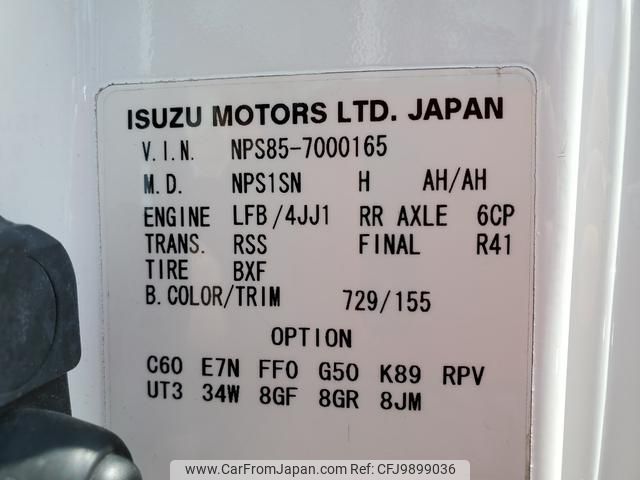 ISUZU MOTORS LTD. JAPAN
V.I.N. NPS85-7000165
M.D. NPS1SN H AH/AH
ENGINE LFB/4JJ1 RR AXLE 6CP
TRANS. RSS FINAL R41
TIRE BXF
B.COLOR/TRIM 729/155
OPTION
C60 E7N FF0 G50 K89 RPV
UT3 34W 8GF 8GR 8JM
www.CarFromJapan.com - ID:CFJ9899036